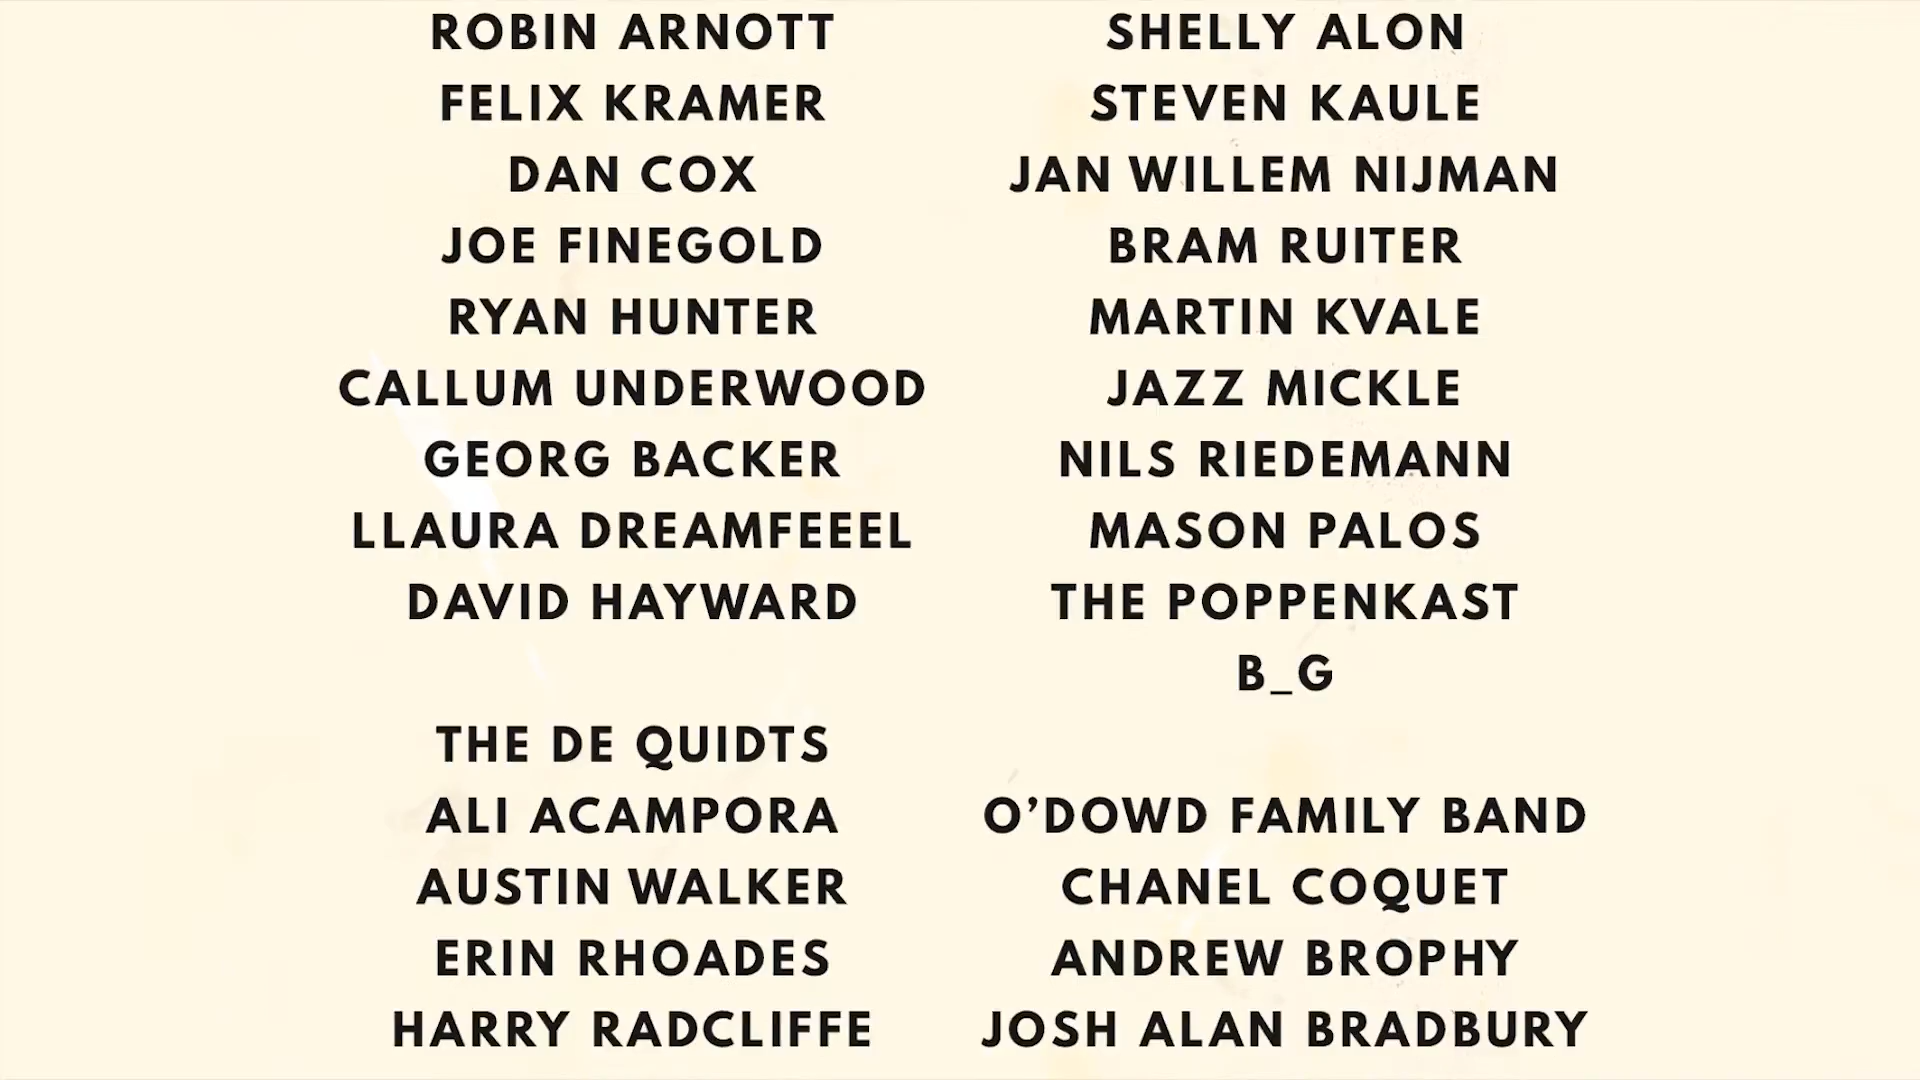 ROBIN ARNOTT
FELIX KRAMER
DAN COX
JOE FINEGOLD
RYAN HUNTER
CALLUM UNDERWOOD
GEORG BACKER
LLAURA DREAMFEEEL
DAVID HAYWARD
THE DE QUIDTS
ALI ACAMPORA
AUSTIN WALKER
ERIN RHOADES
HARRY RADCLIFFE
SHELLY ALON
STEVEN KAULE
JAN WILLEM NIJMAN
BRAM RUITER
MARTIN KVALE
JAZZ MICKLE
NILS RIEDEMANN
MASON PALOS
THE POPPENKAST
B_G
O’DOWD FAMILY BAND
CHANEL COQUET
ANDREW BROPHY
JOSH ALAN BRADBURY